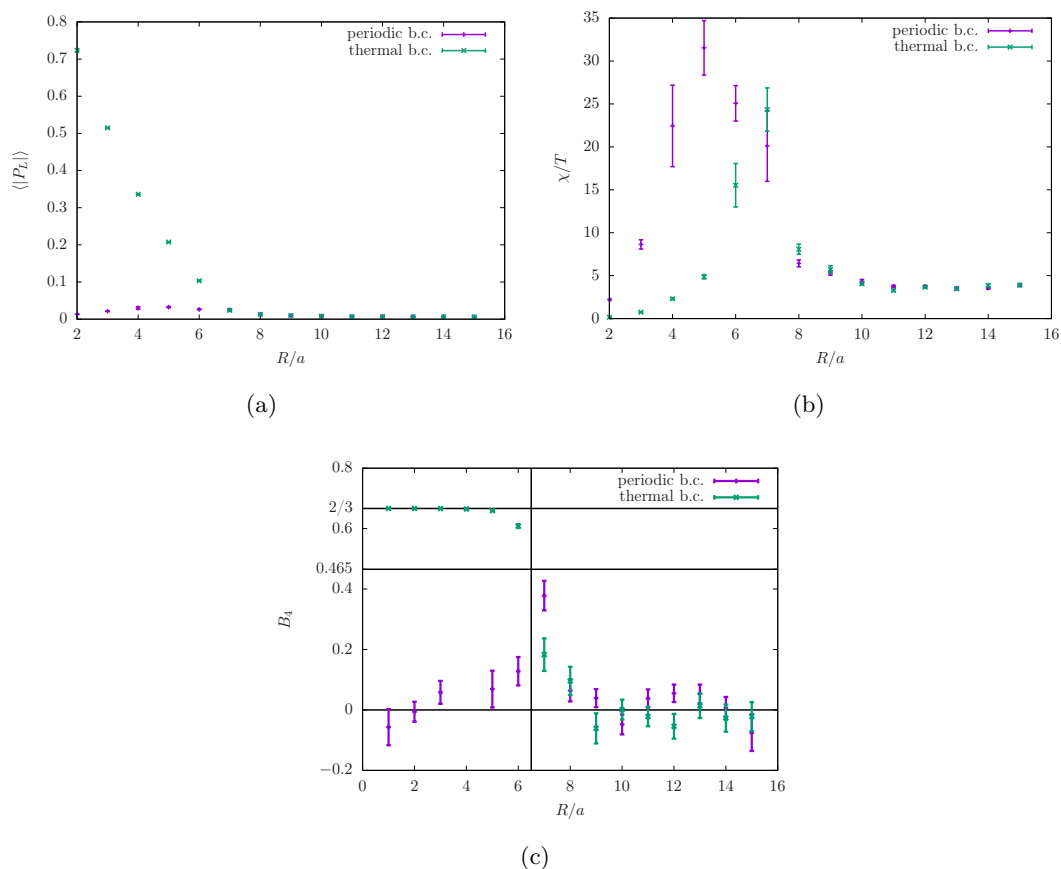 0.8
0.7
0.6
0.5
0.4
0.3
0.2
0.1
0
2 4 6 8 10 12 14 16
⟨|P_L|⟩
R/a
periodic b.c.
thermal b.c.
(a)
35
30
25
20
15
10
5
0
2 4 6 8 10 12 14 16
χ/T
R/a
periodic b.c.
thermal b.c.
(b)
0.8
2/3
0.6
0.465
0.4
0.2
0
−0.2
0 2 4 6 8 10 12 14 16
B_4
R/a
periodic b.c.
thermal b.c.
(c)